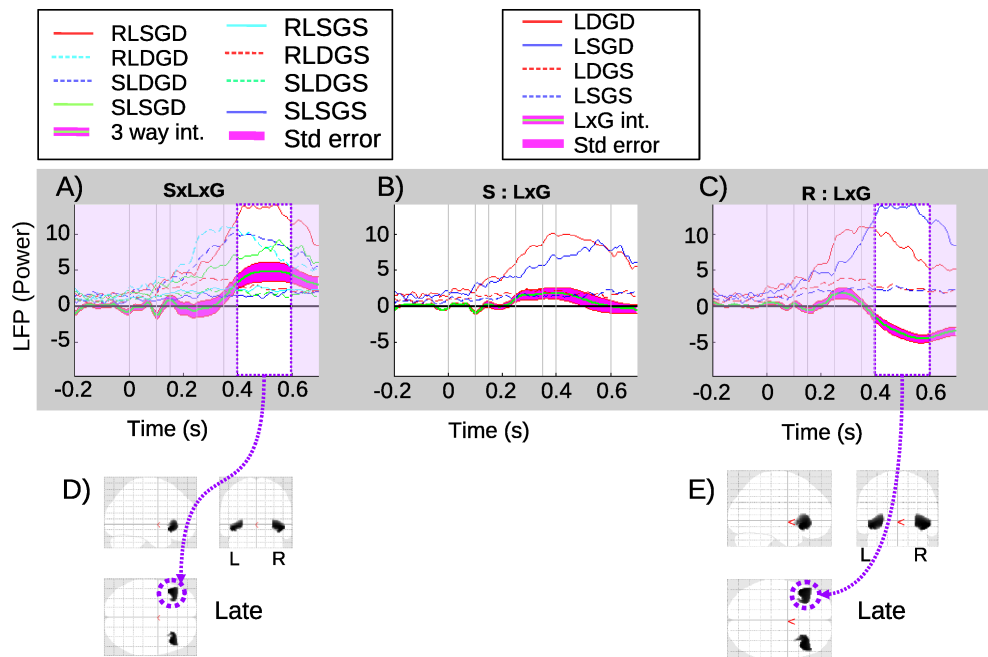 RLSGD
RLDGD
SLDGD
SLSGD
3 way int.
RLSGS
RLDGS
SLDGS
SLSGS
Std error
LDGD
LSGD
LDGS
LSGS
LxG int.
Std error
A) SxLxG
B) S : LxG
C) R : LxG
LFP (Power)
10
5
0
-5
-0.2 0 0.2 0.4 0.6
Time (s)
10
5
0
-5
-0.2 0 0.2 0.4 0.6
Time (s)
10
5
0
-5
-0.2 0 0.2 0.4 0.6
Time (s)
D)
L R
Late
E)
L R
Late